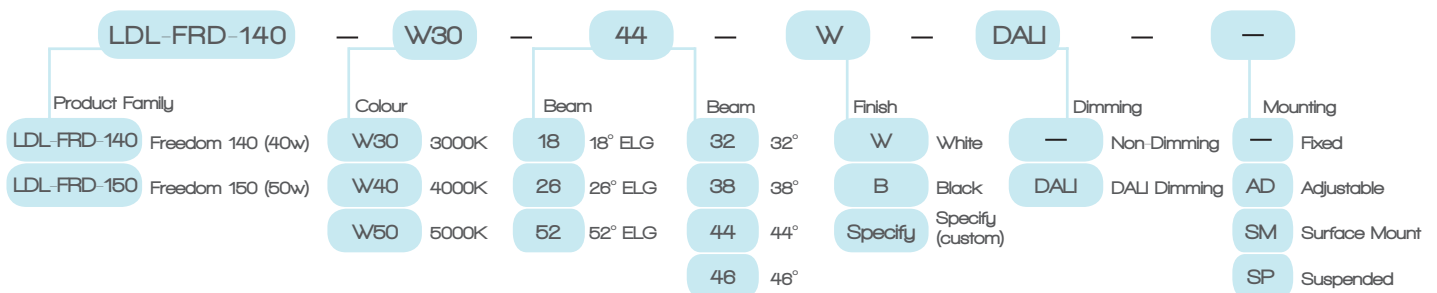 LDL-FRD-140 — W30 — 44 — W — DALI — —
Product Family Colour Beam Beam Finish Dimming Mounting
LDL-FRD-140 Freedom 140 (40w) W30 3000K 18 18° ELG 32 32° W White — Non-Dimming — Fixed
LDL-FRD-150 Freedom 150 (50w) W40 4000K 26 26° ELG 38 38° B Black DALI DALI Dimming AD Adjustable
W50 5000K 52 52° ELG 44 44° Specify Specify (custom) SM Surface Mount
46 46° SP Suspended